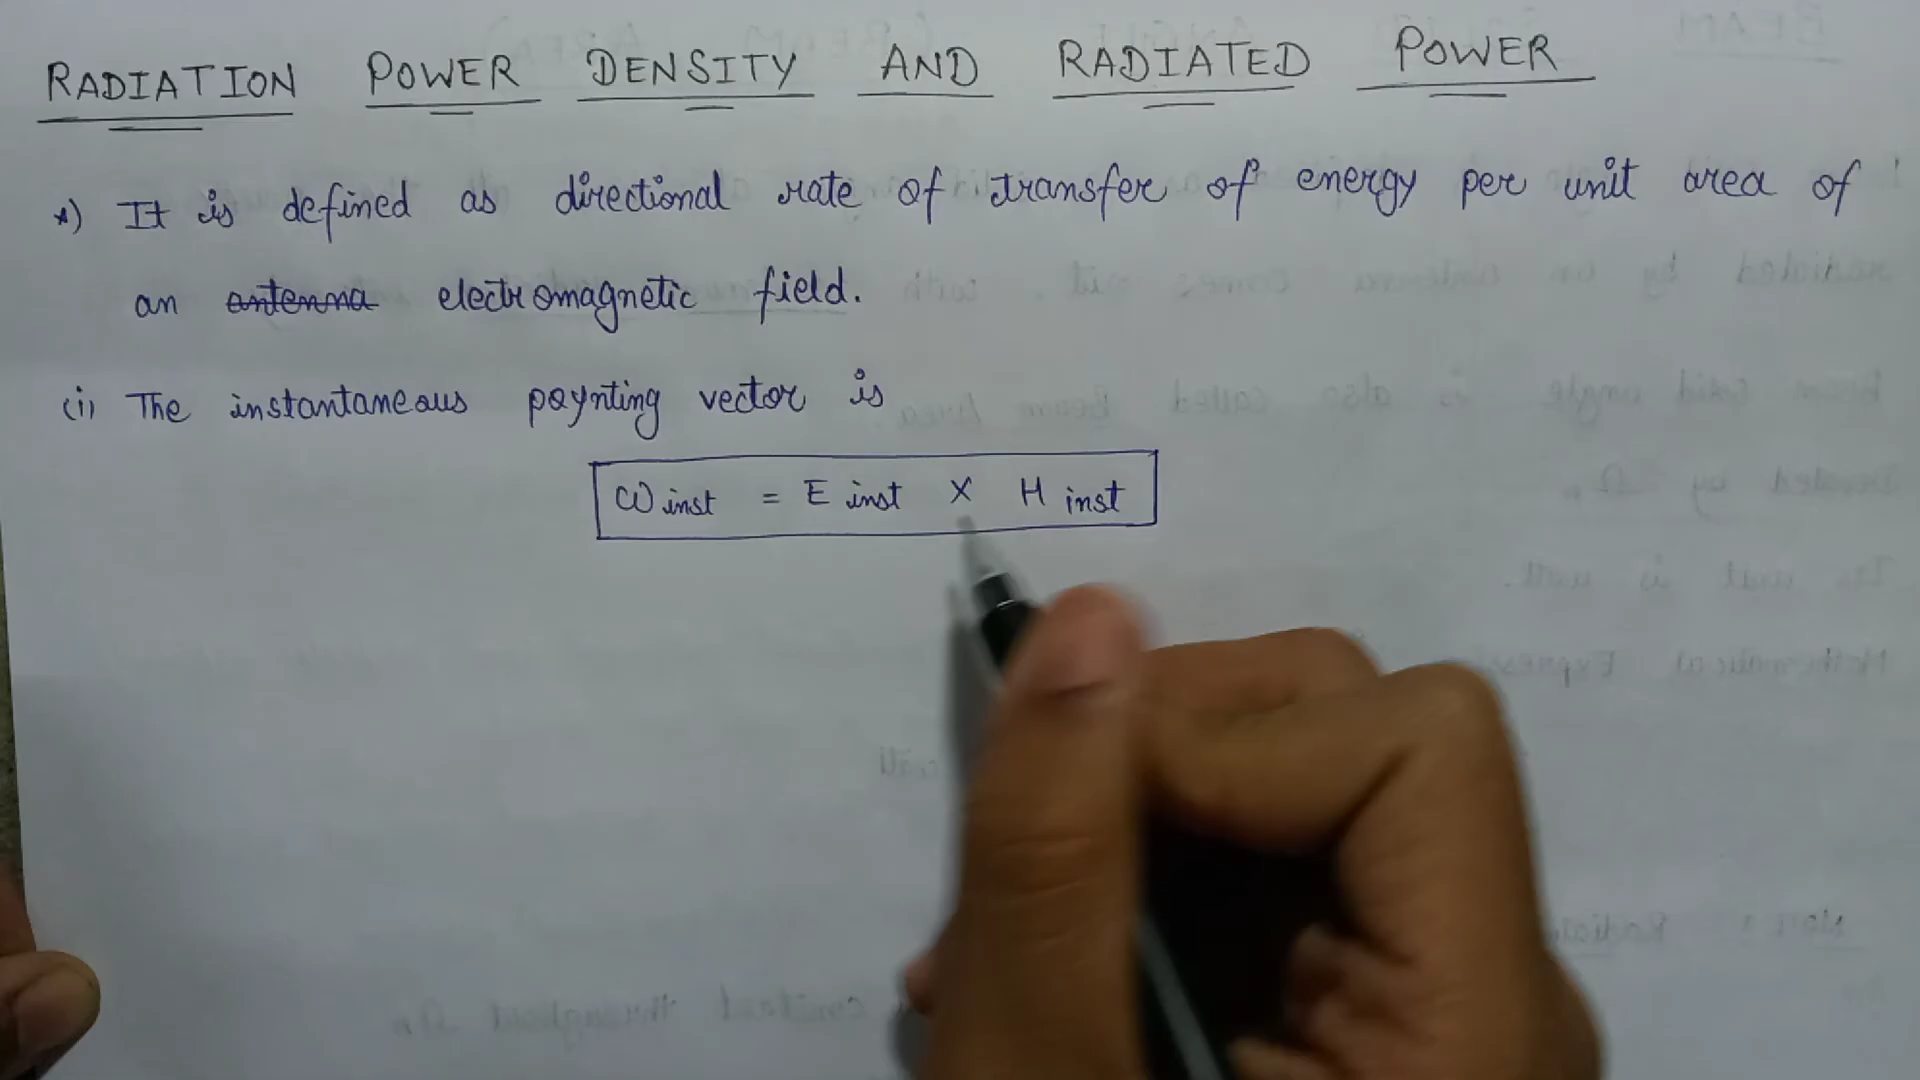 RADIATION POWER DENSITY AND RADIATED POWER
*) It is defined as directional rate of transfer of energy per unit area of
an antenna electromagnetic field.
(i) The instantaneous poynting vector is
W inst = E inst X H inst